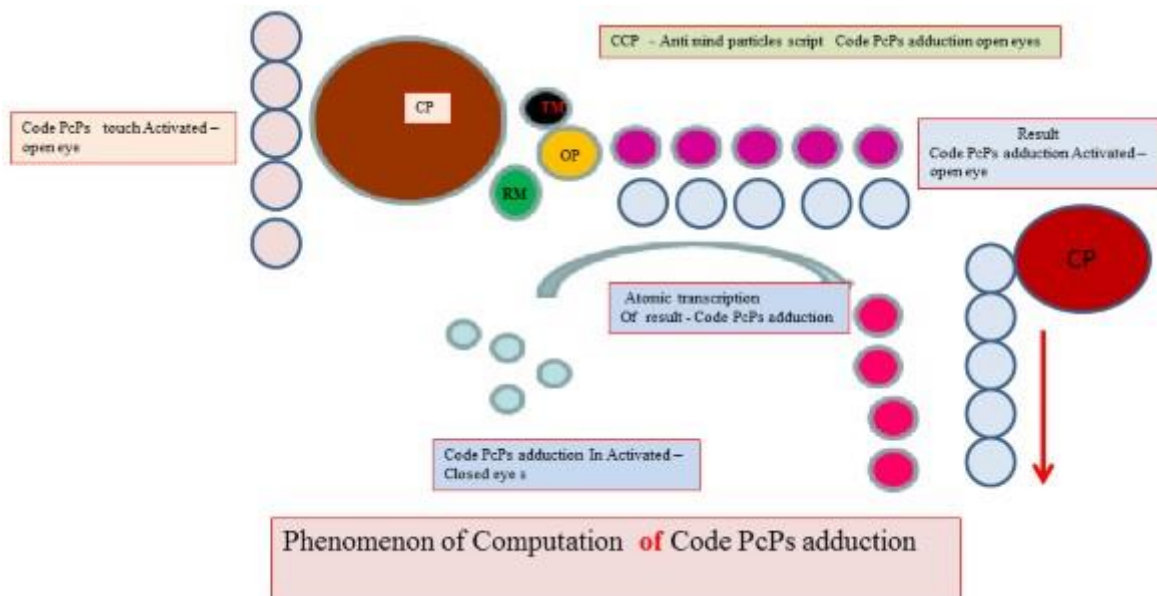 CCP - Anti mind particles script Code PcPs adduction open eyes
CP
TM
Code PcPs touch Activated –
open eye
OP
RM
Result
Code PcPs adduction Activated –
open eye
CP
Atomic transcription
Of result - Code PcPs adduction
Code PcPs adduction In Activated –
Closed eye s
Phenomenon of Computation of Code PcPs adduction